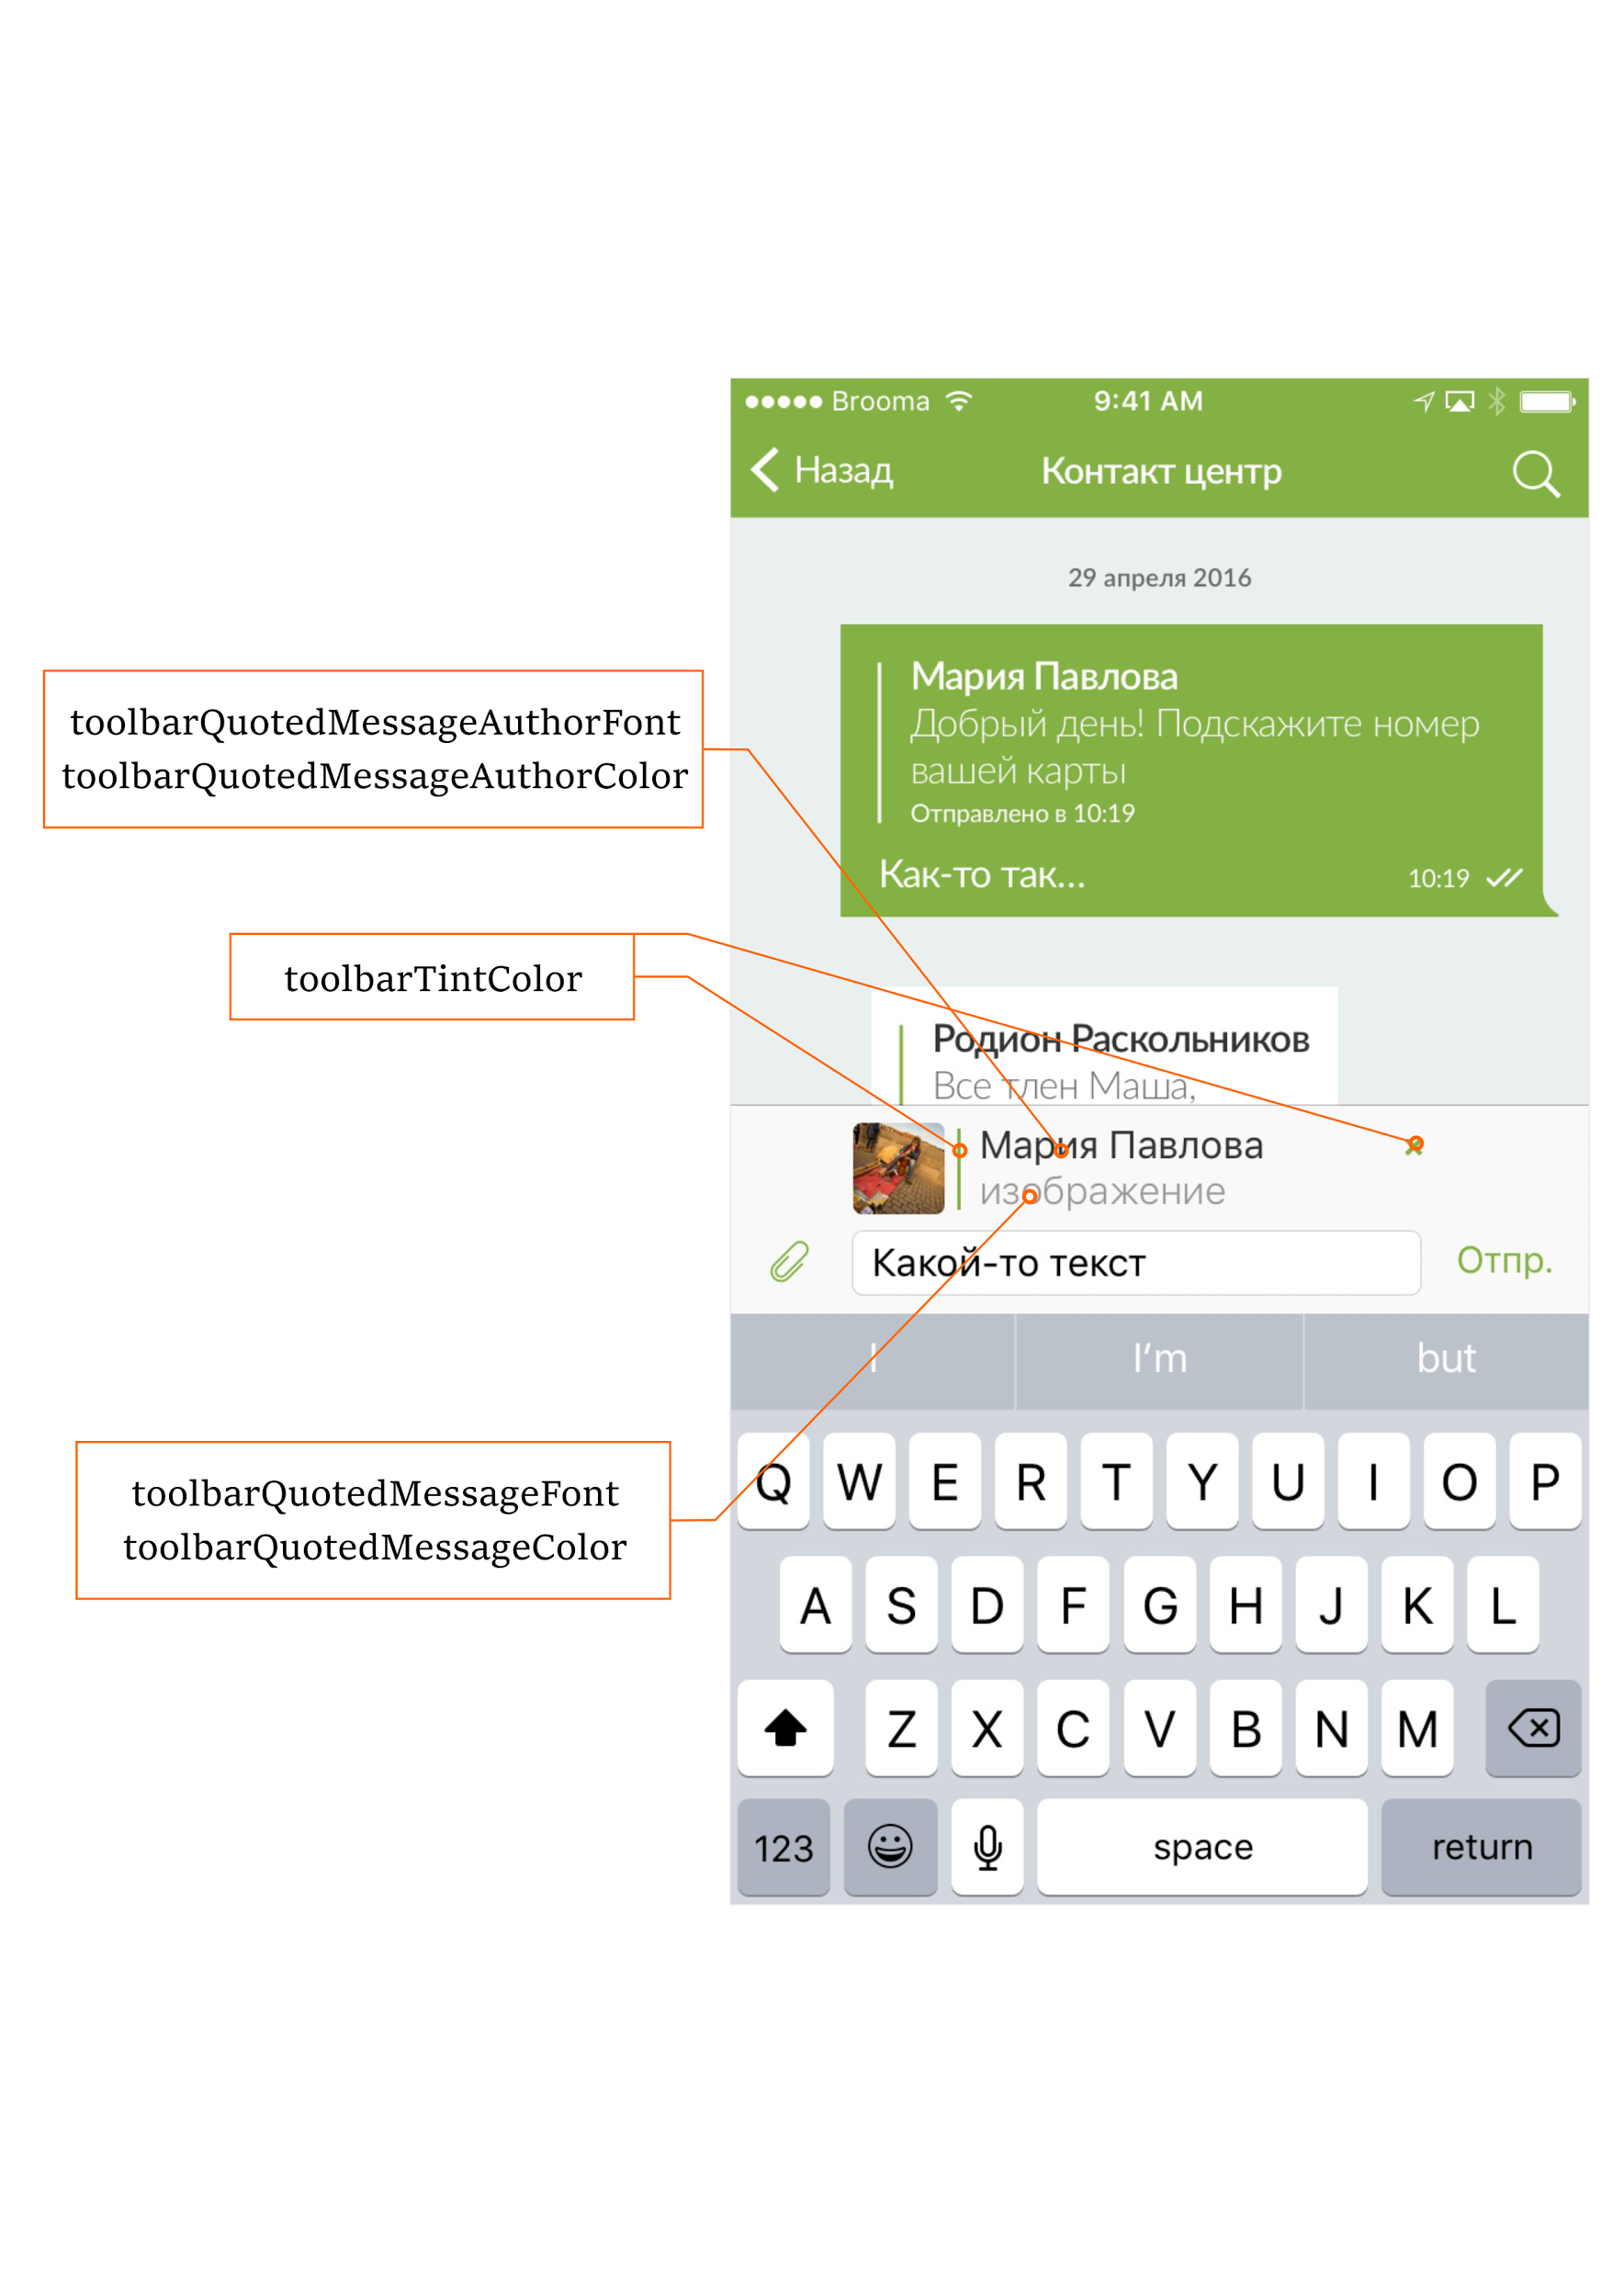 Brooma 9:41 AM
Назад Контакт центр
29 апреля 2016
Мария Павлова
Добрый день! Подскажите номер
вашей карты
Отправлено в 10:19
Как-то так... 10:19
toolbarQuotedMessageAuthorFont
toolbarQuotedMessageAuthorColor
toolbarTintColor
Родион Раскольников
Все тлен Маша,
Мария Павлова
изображение
Какой-то текст Отпр.
toolbarQuotedMessageFont
toolbarQuotedMessageColor
I I'm but
Q W E R T Y U I O P
A S D F G H J K L
Z X C V B N M
123 space return